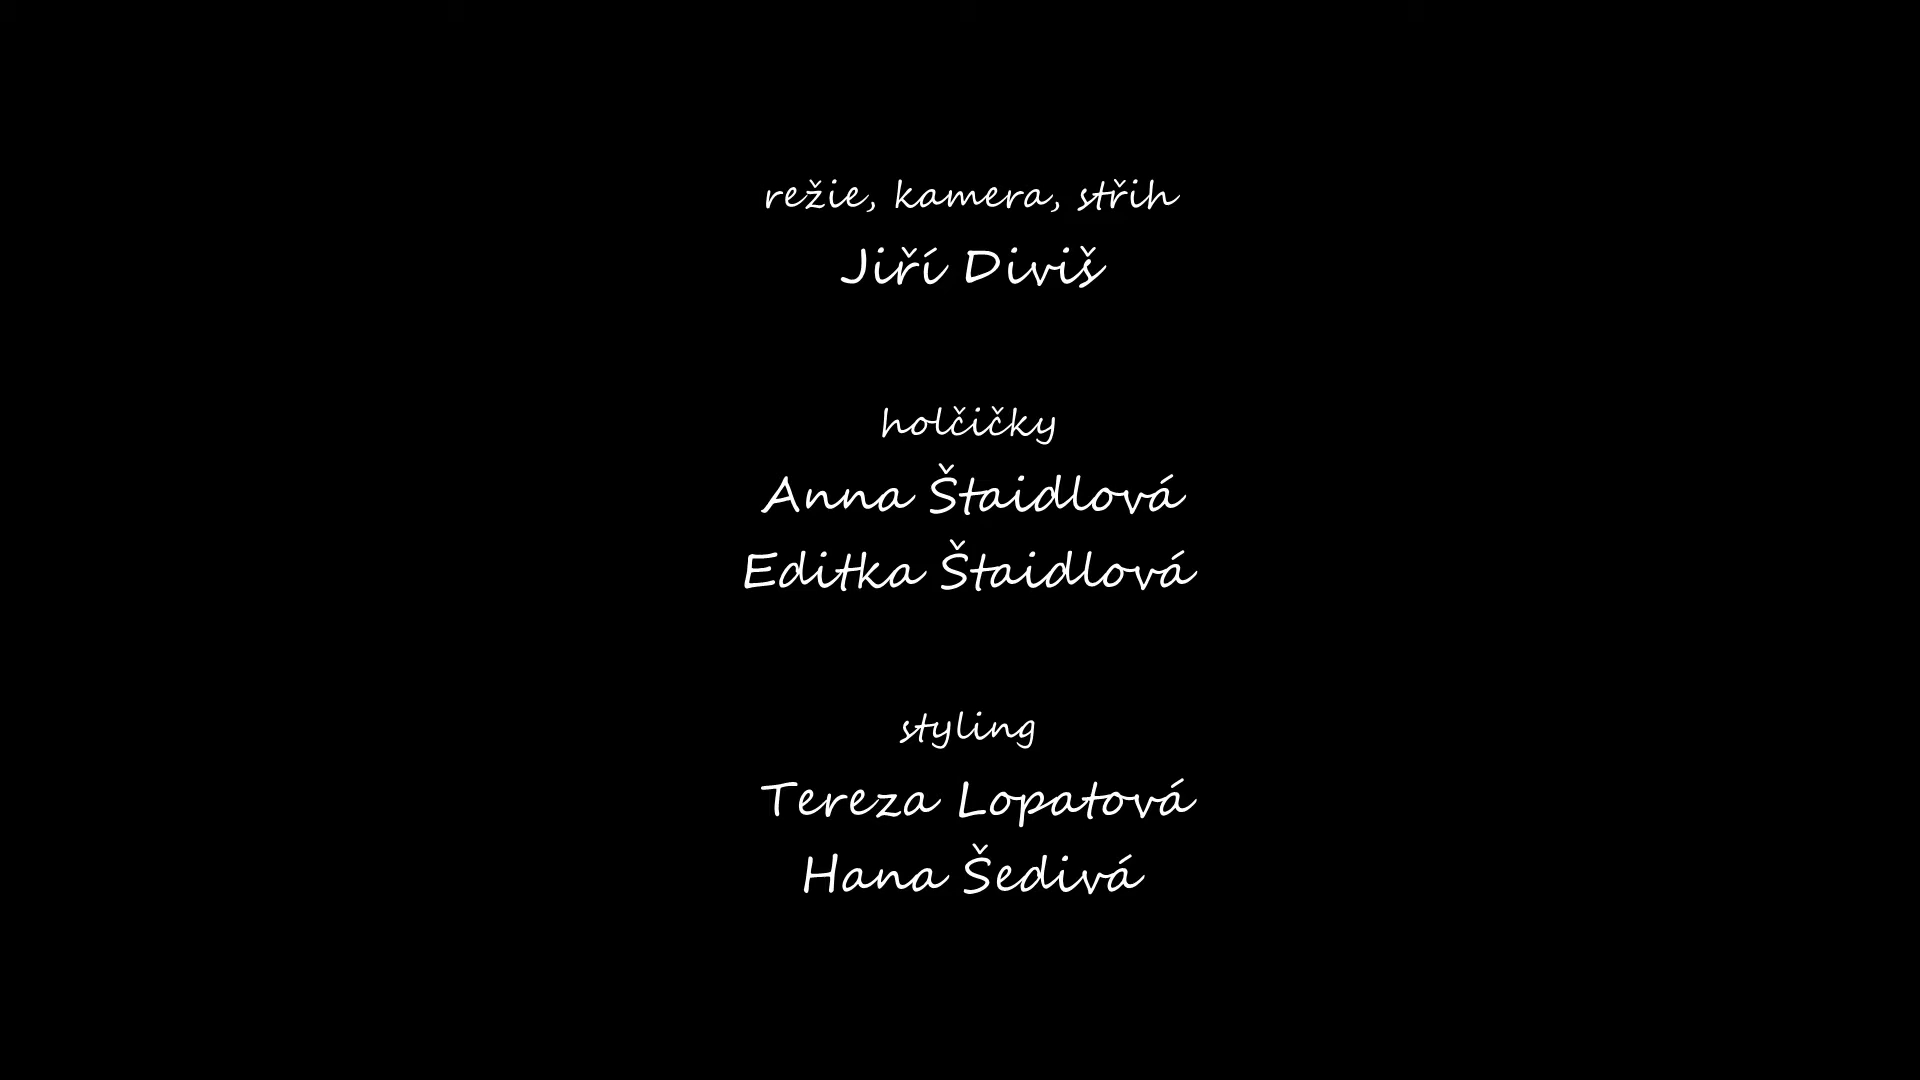 režie, kamera, střih
Jiří Diviš
holčičky
Anna Štaidlová
Editka Štaidlová
styling
Tereza Lopatová
Hana Šedivá